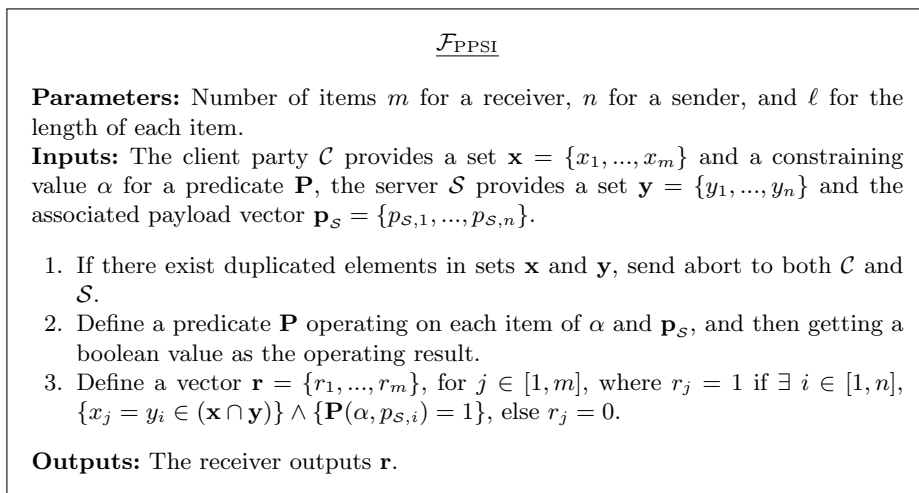 𝓕_PPSI
Parameters: Number of items m for a receiver, n for a sender, and ℓ for the
length of each item.
Inputs: The client party 𝒞 provides a set x = {x_1, ..., x_m} and a constraining
value α for a predicate P, the server 𝒮 provides a set y = {y_1, ..., y_n} and the
associated payload vector p_𝒮 = {p_{𝒮,1}, ..., p_{𝒮,n}}.
1. If there exist duplicated elements in sets x and y, send abort to both 𝒞 and
𝒮.
2. Define a predicate P operating on each item of α and p_𝒮, and then getting a
boolean value as the operating result.
3. Define a vector r = {r_1, ..., r_m}, for j ∈ [1, m], where r_j = 1 if ∃ i ∈ [1, n],
{x_j = y_i ∈ (x ∩ y)} ∧ {P(α, p_{𝒮,i}) = 1}, else r_j = 0.
Outputs: The receiver outputs r.